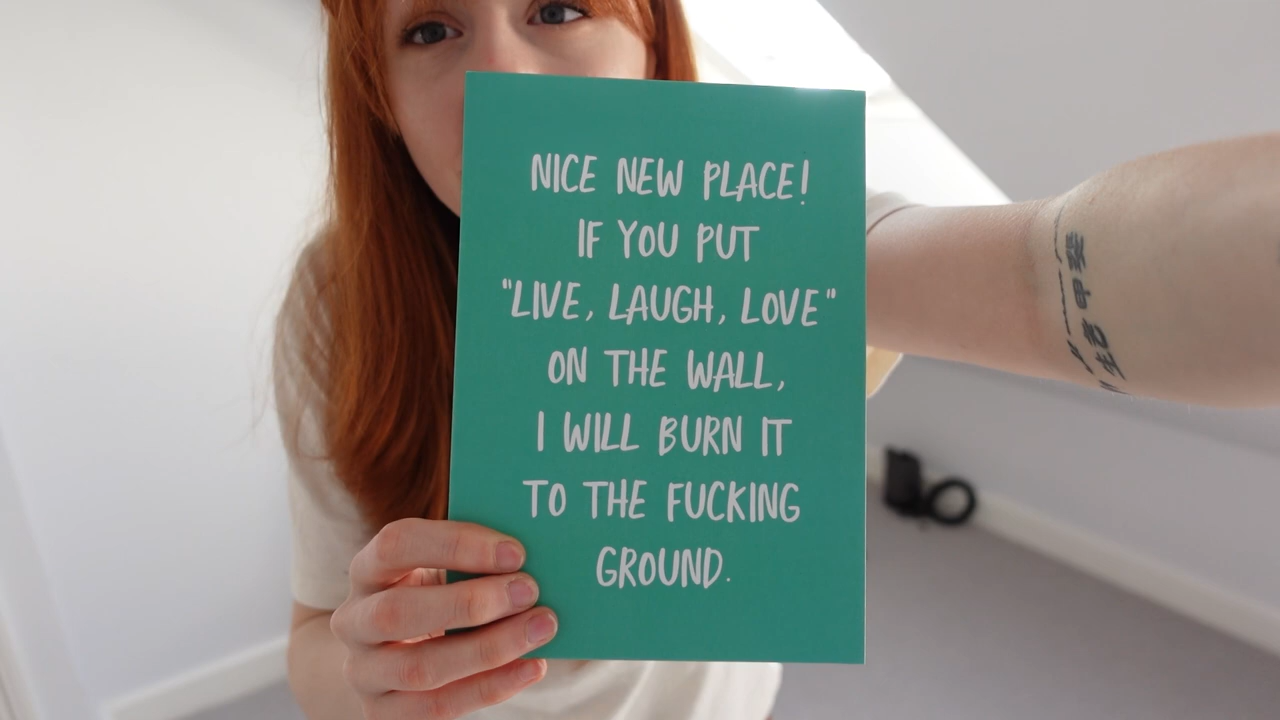 NICE NEW PLACE!
IF YOU PUT
"LIVE, LAUGH, LOVE"
ON THE WALL,
I WILL BURN IT
TO THE FUCKING
GROUND.